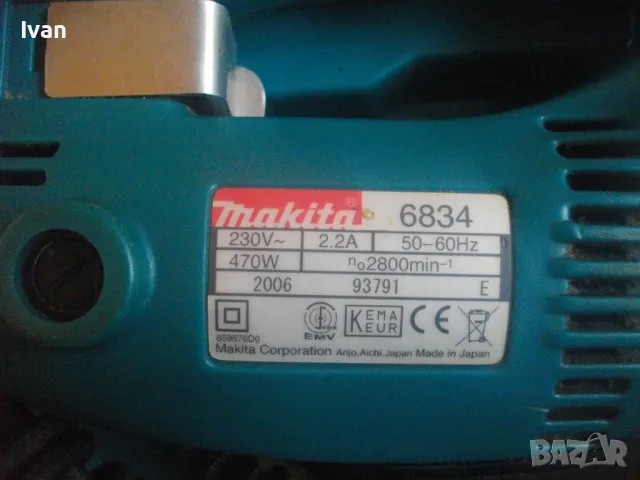 Ivan
makita® 6834
230V~ 2.2A 50-60Hz
470W n₀2800min⁻¹
2006 93791 E
EMV
KEMA
KEUR
CE
859876D0
Makita Corporation Anjo,Aichi,Japan Made in Japan
BAZAR